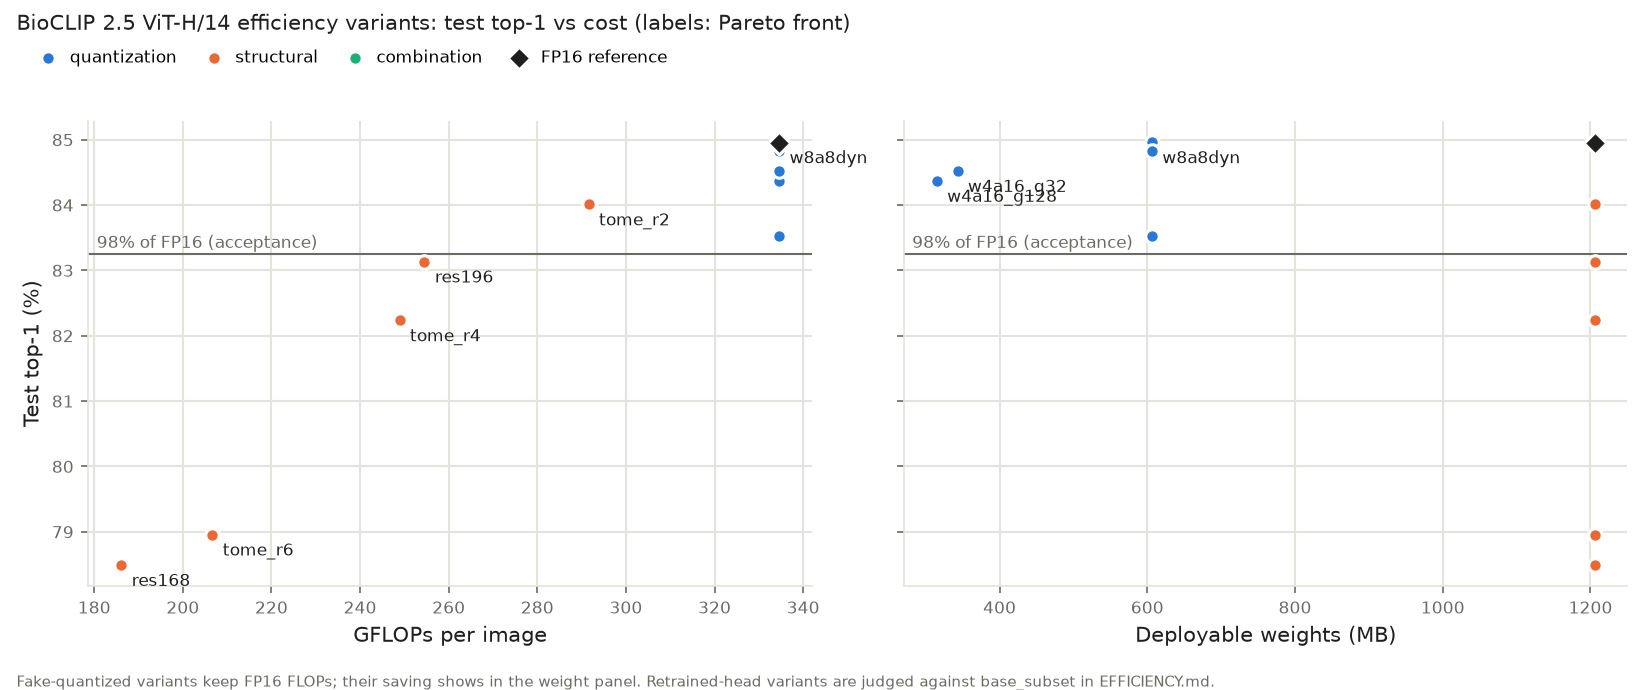 BioCLIP 2.5 ViT-H/14 efficiency variants: test top-1 vs cost (labels: Pareto front)
quantization structural combination FP16 reference
Test top-1 (%)
85
84
83
82
81
80
79
98% of FP16 (acceptance)
w8a8dyn
tome_r2
res196
tome_r4
tome_r6
res168
180 200 220 240 260 280 300 320 340
GFLOPs per image
w8a8dyn
w4a16_g32
w4a16_g128
98% of FP16 (acceptance)
400 600 800 1000 1200
Deployable weights (MB)
Fake-quantized variants keep FP16 FLOPs; their saving shows in the weight panel. Retrained-head variants are judged against base_subset in EFFICIENCY.md.